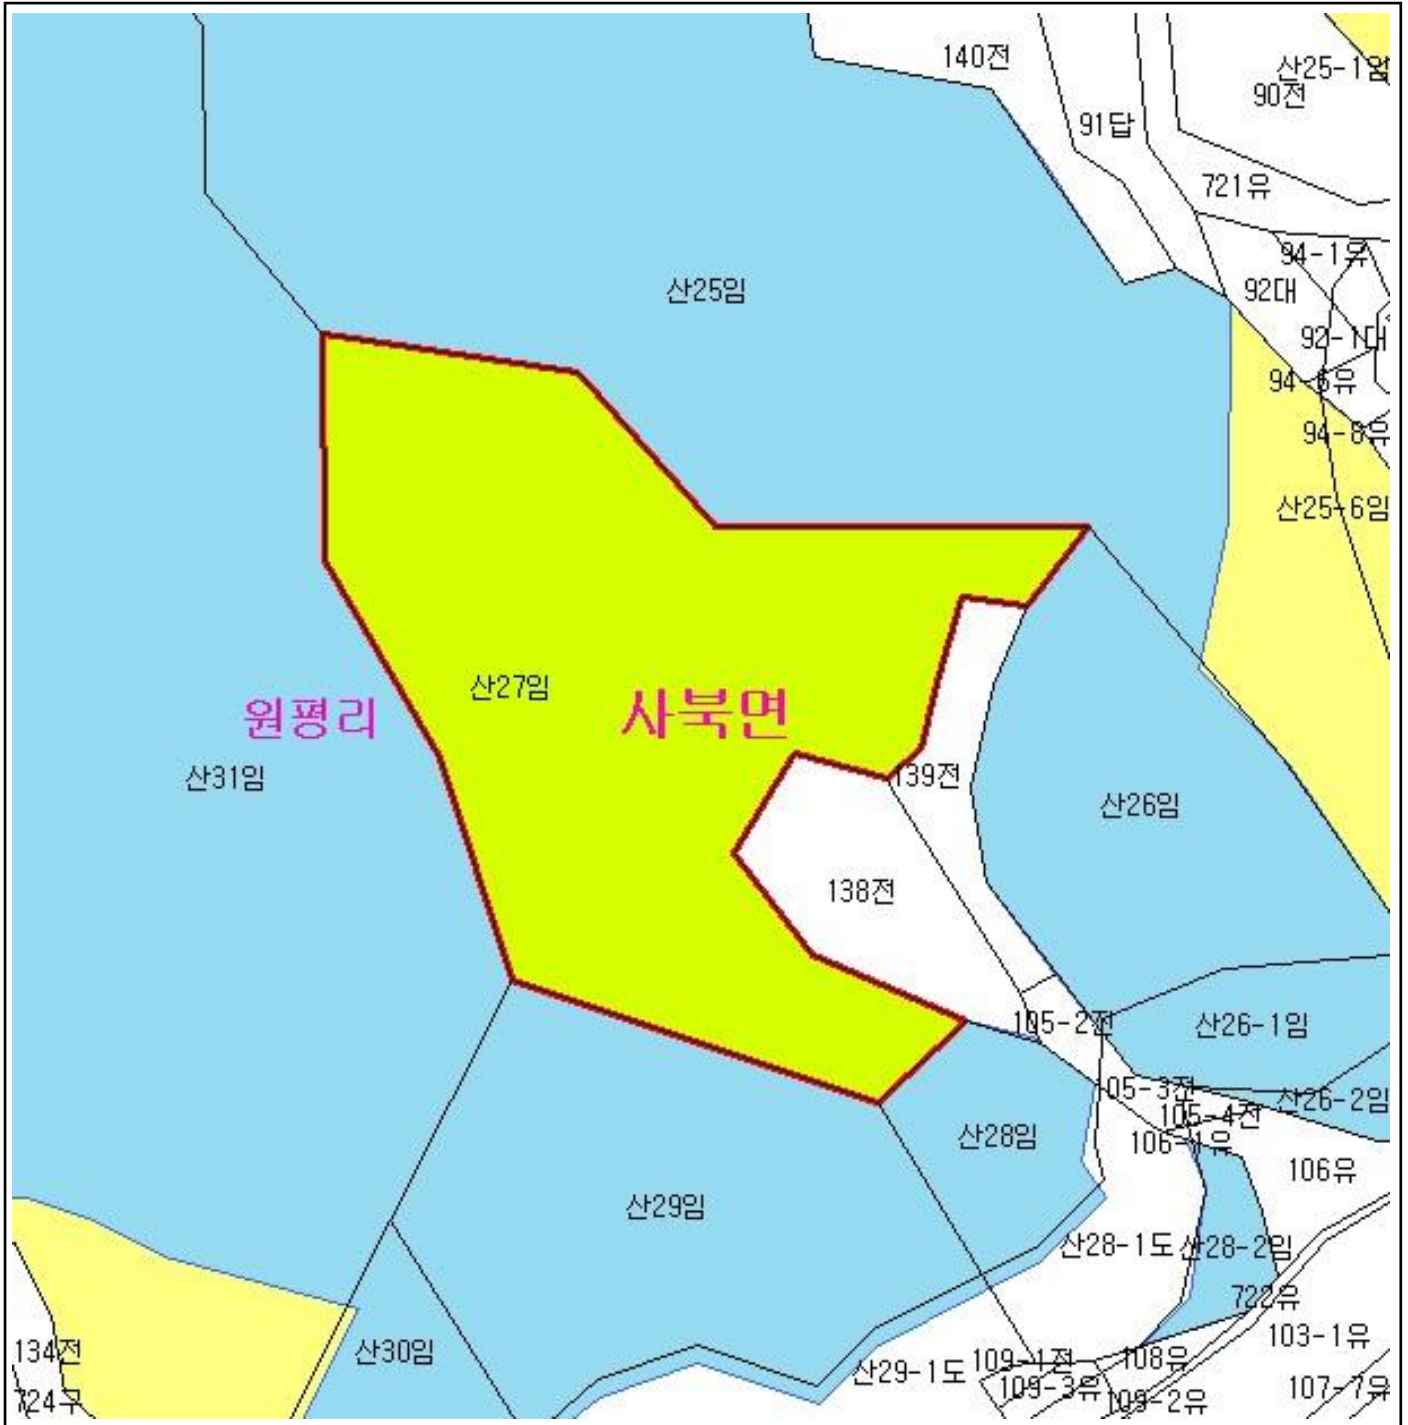 140전
산25-1임
90전
91답
721유
94-1유
산25임
92대
92-1대
94-6유
94-8유
산25-6임
산27임
사북면
원평리
산31임
139전
산26임
138전
105-2전
산26-1임
105-3전
산26-2임
105-4전
산28임
106-1유
106유
산29임
산28-1도
산28-2임
722유
103-1유
134전
산30임
산29-1도
109-1전
108유
109-3유
107-7유
724구
109-2유